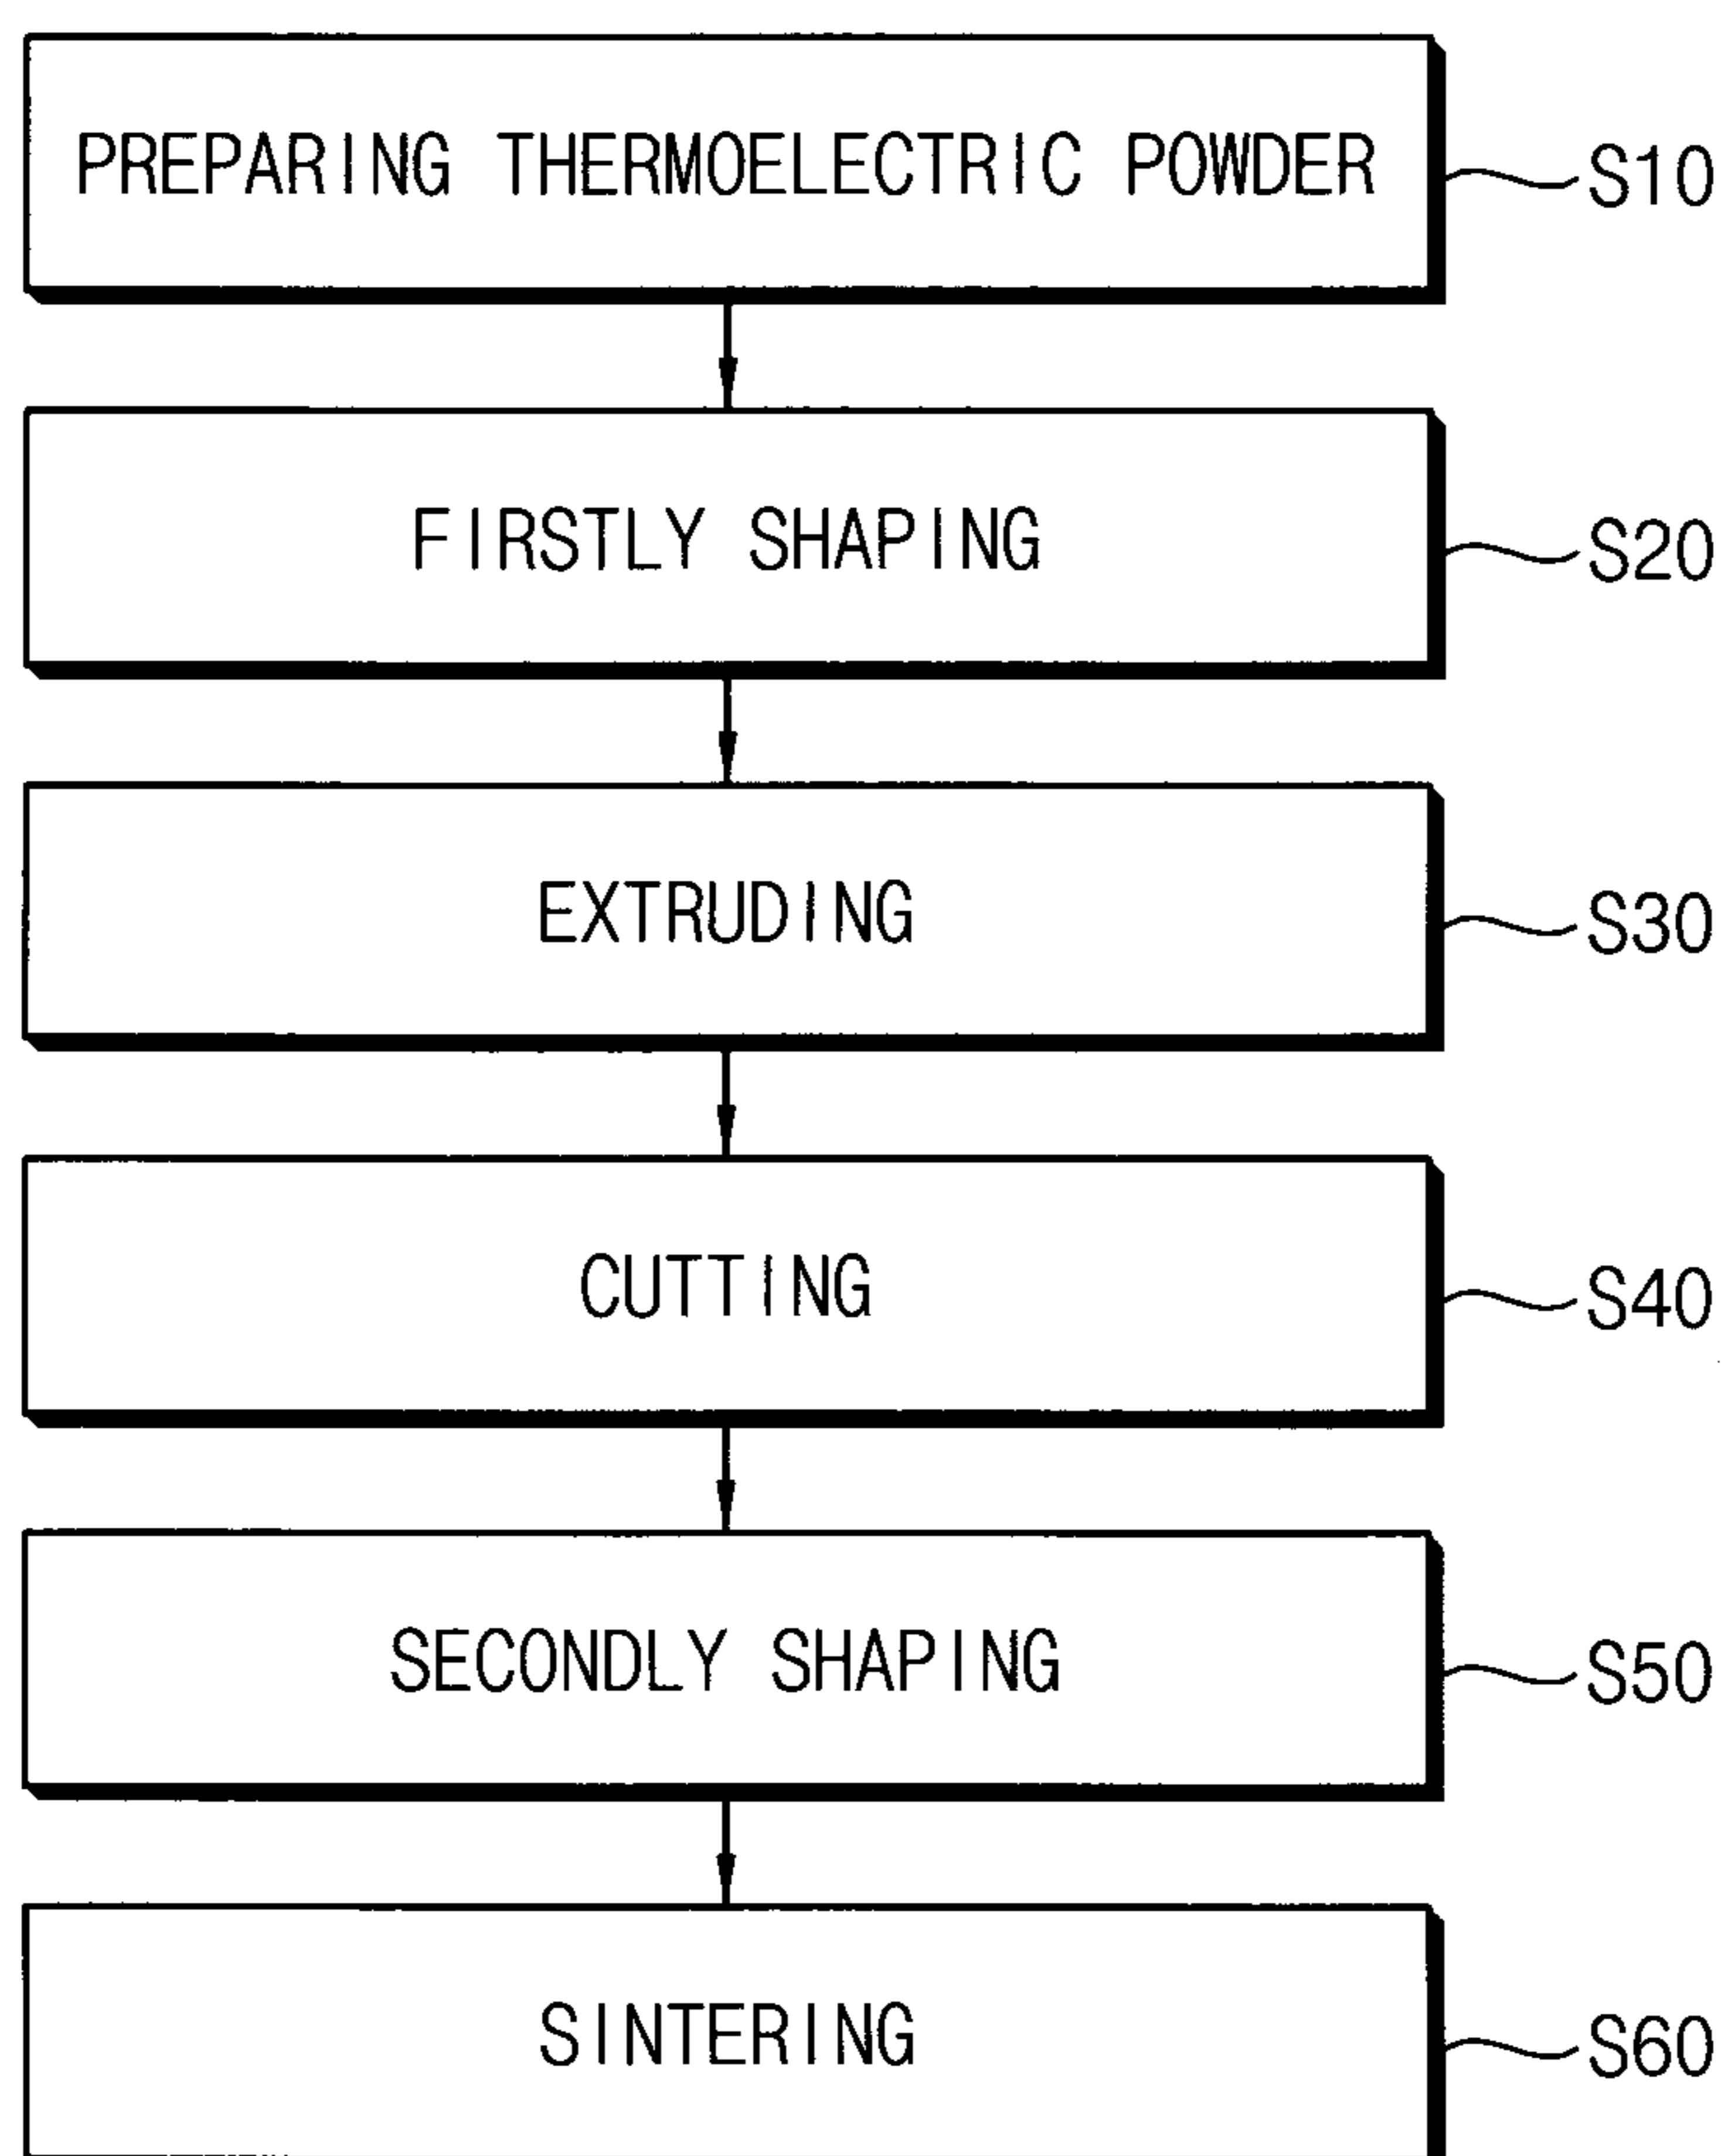 PREPARING THERMOELECTRIC POWDER S10
FIRSTLY SHAPING S20
EXTRUDING S30
CUTTING S40
SECONDLY SHAPING S50
SINTERING S60